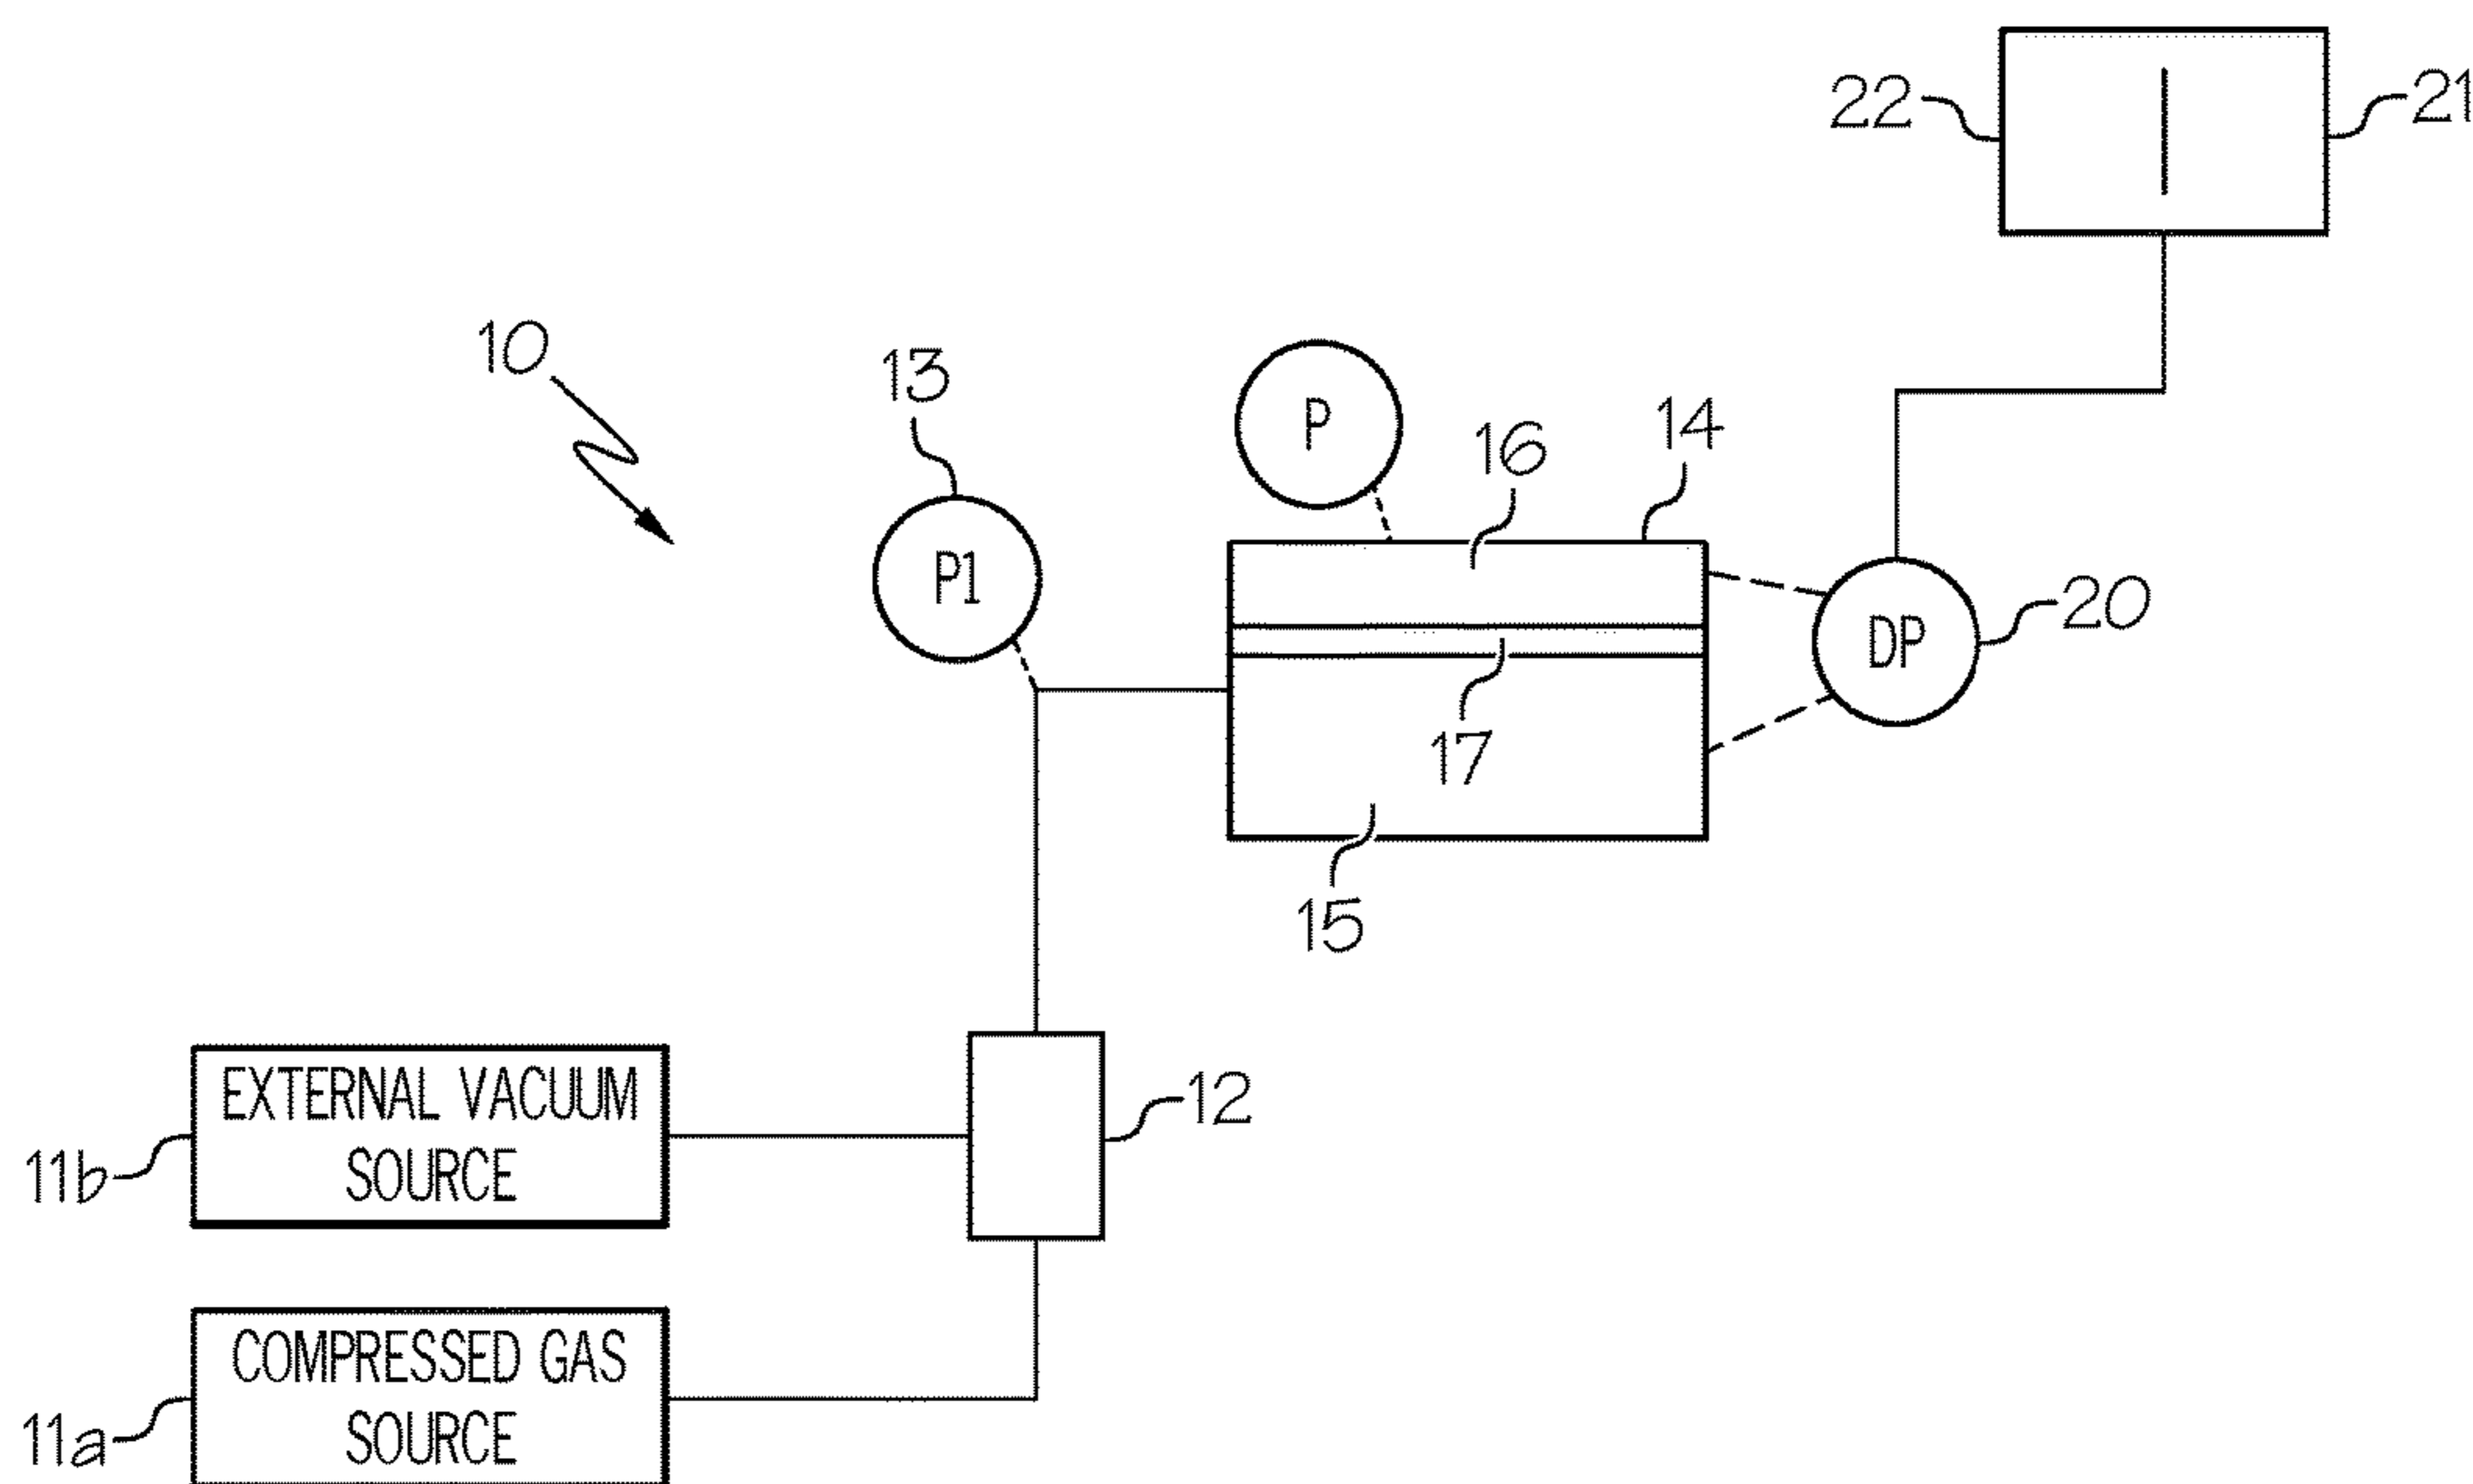 22
21
10
13
P
16
14
P1
DP
20
17
15
EXTERNAL VACUUM
SOURCE
11b
12
COMPRESSED GAS
SOURCE
11a